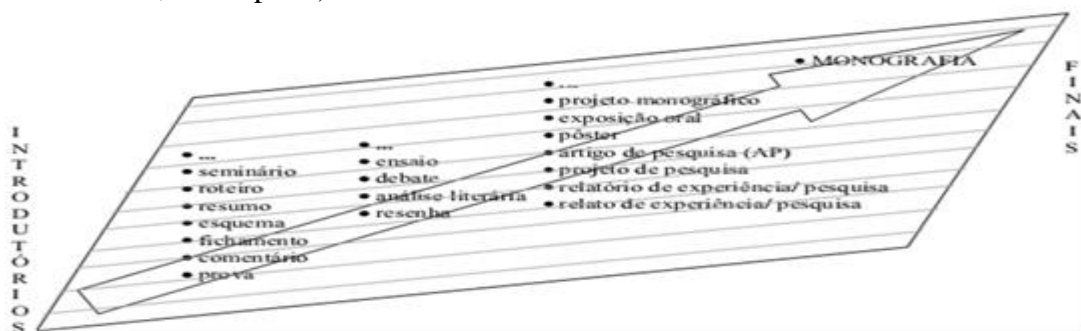 INTRODUTÓRIOS
• ...
• seminário
• roteiro
• resumo
• esquema
• fichamento
• comentário
• prova
• ...
• ensaio
• debate
• análise literária
• resenha
• ...
• projeto monográfico
• exposição oral
• pôster
• artigo de pesquisa (AP)
• projeto de pesquisa
• relatório de experiência/ pesquisa
• relato de experiência/ pesquisa
• MONOGRAFIA
FINAIS